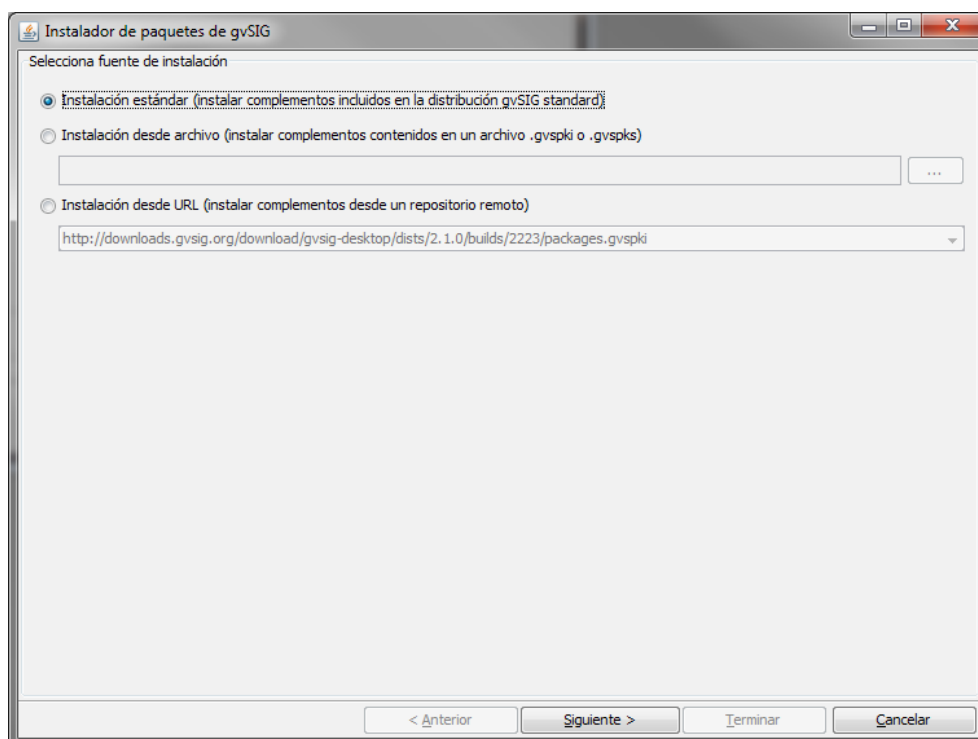 Instalador de paquetes de gvSIG
Selecciona fuente de instalación
Instalación estándar (instalar complementos incluidos en la distribución gvSIG standard)
Instalación desde archivo (instalar complementos contenidos en un archivo .gvspki o .gvspks)
...
Instalación desde URL (instalar complementos desde un repositorio remoto)
http://downloads.gvsig.org/download/gvsig-desktop/dists/2.1.0/builds/2223/packages.gvspki
< Anterior
Siguiente >
Terminar
Cancelar